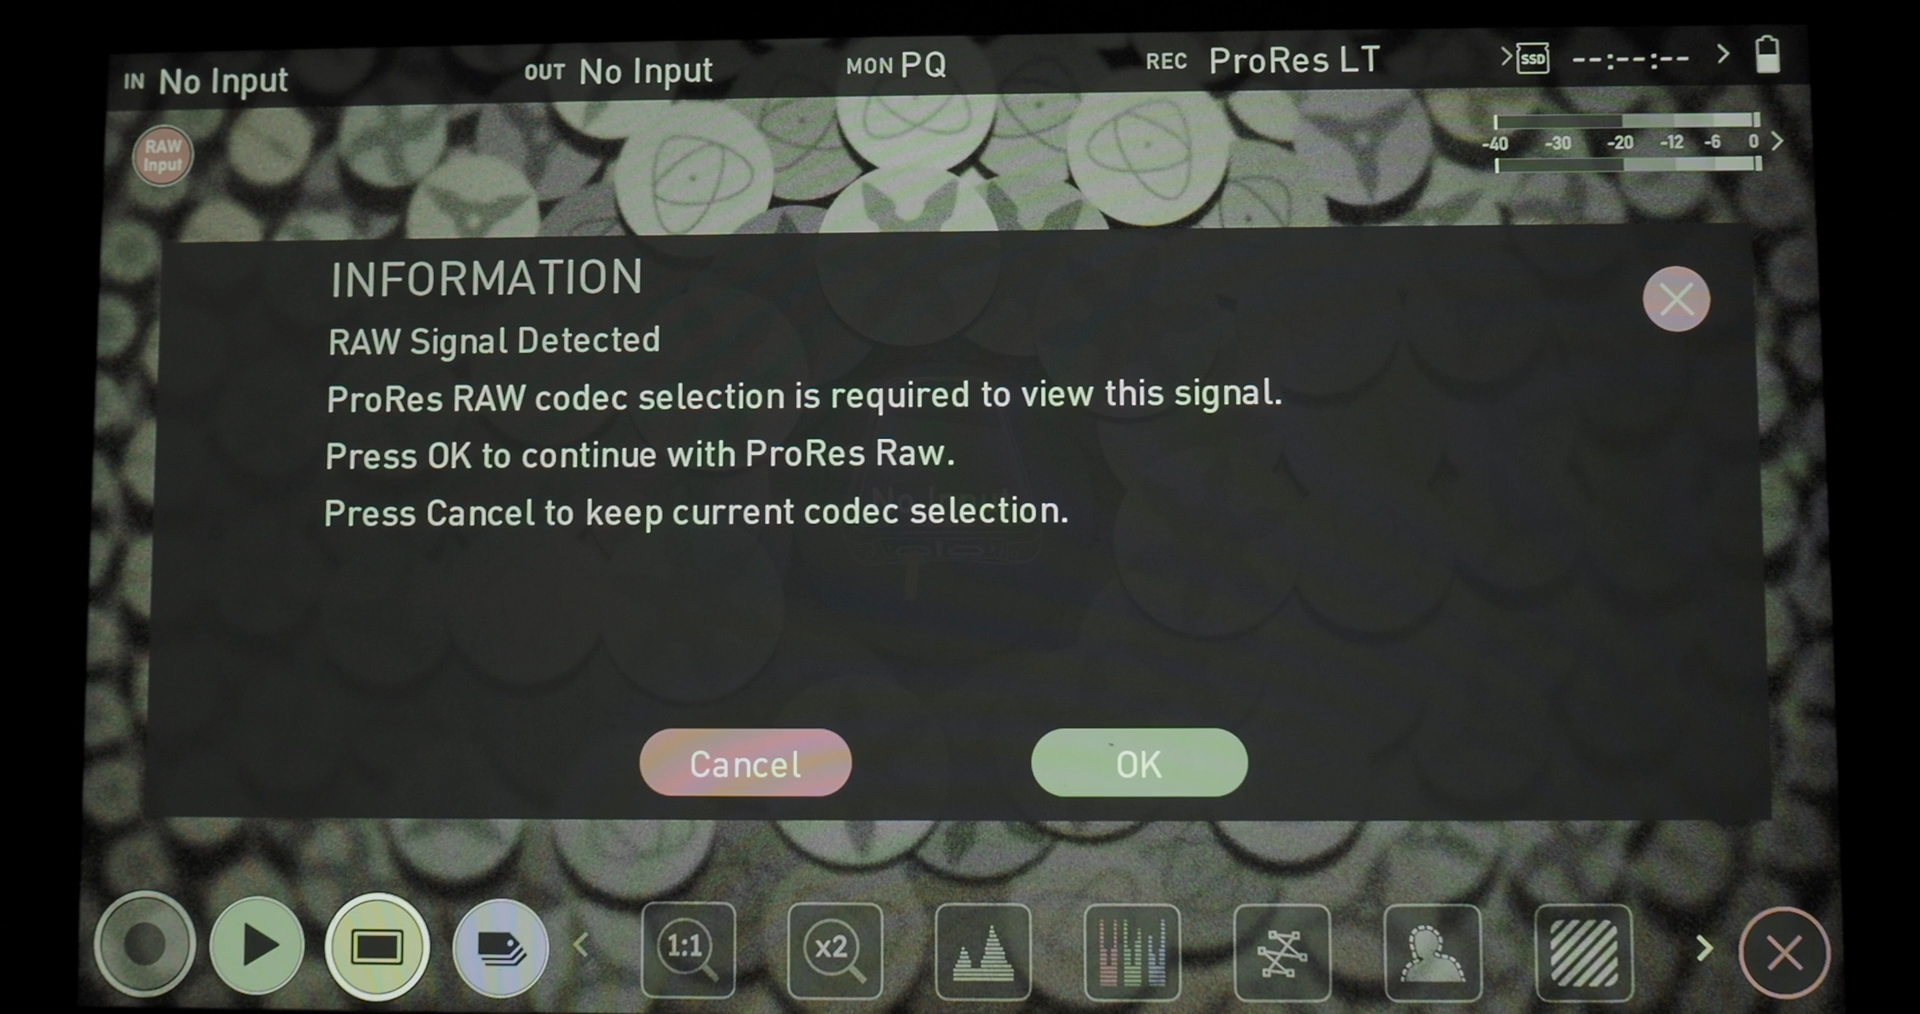 IN No Input OUT No Input MON PQ REC ProRes LT SSD --:--:--
RAW
Input
-40 -30 -20 -12 -6 0
INFORMATION
RAW Signal Detected
ProRes RAW codec selection is required to view this signal.
Press OK to continue with ProRes Raw.
Press Cancel to keep current codec selection.
No Input
Cancel OK
1:1 x2